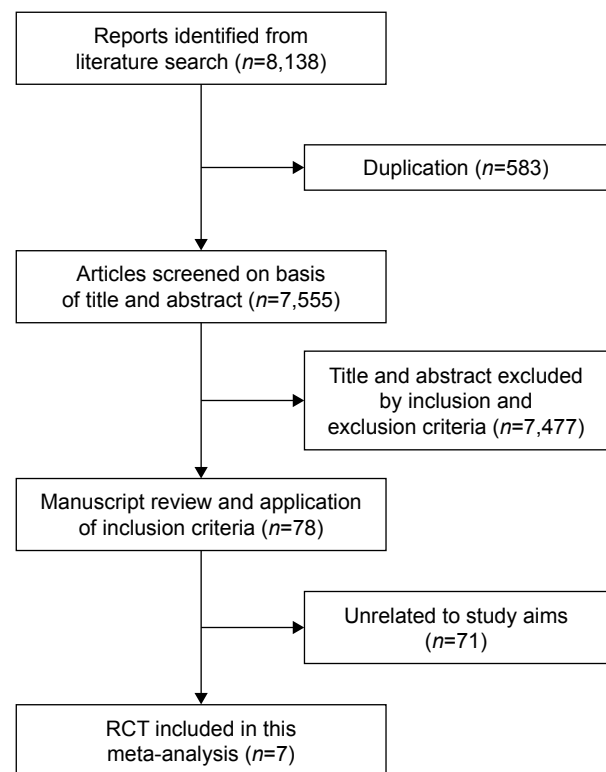 Reports identified from
literature search (n=8,138)
Duplication (n=583)
Articles screened on basis
of title and abstract (n=7,555)
Title and abstract excluded
by inclusion and
exclusion criteria (n=7,477)
Manuscript review and application
of inclusion criteria (n=78)
Unrelated to study aims
(n=71)
RCT included in this
meta-analysis (n=7)